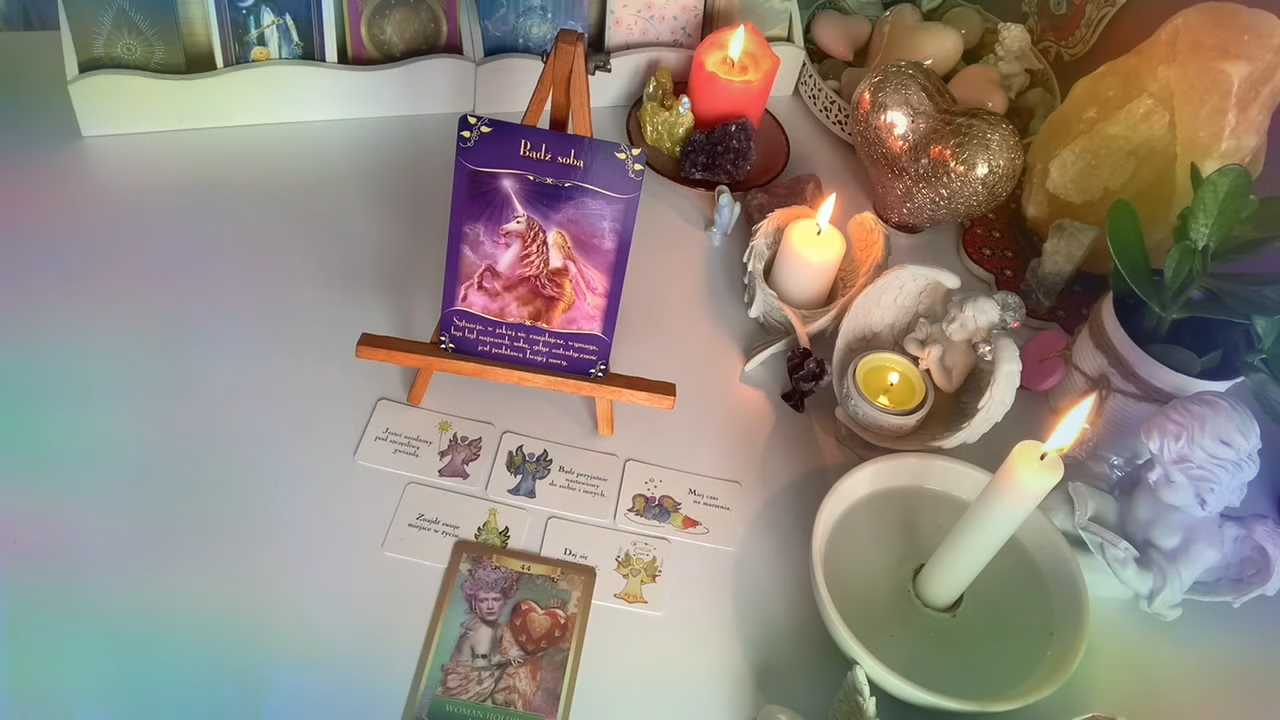 Bądź sobą
Sytuacja, w jakiej się znajdujesz, wymaga,
byś był naprawdę sobą, gdyż autentyczność
jest podstawą Twojej mocy.
Jesteś urodzony
pod szczęśliwą
gwiazdą.
Bądź przyjaźnie
nastawiony
do siebie i innych.
Miej czas
na marzenia.
Znajdź swoje
miejsce w życiu.
Daj się
44
WOMAN